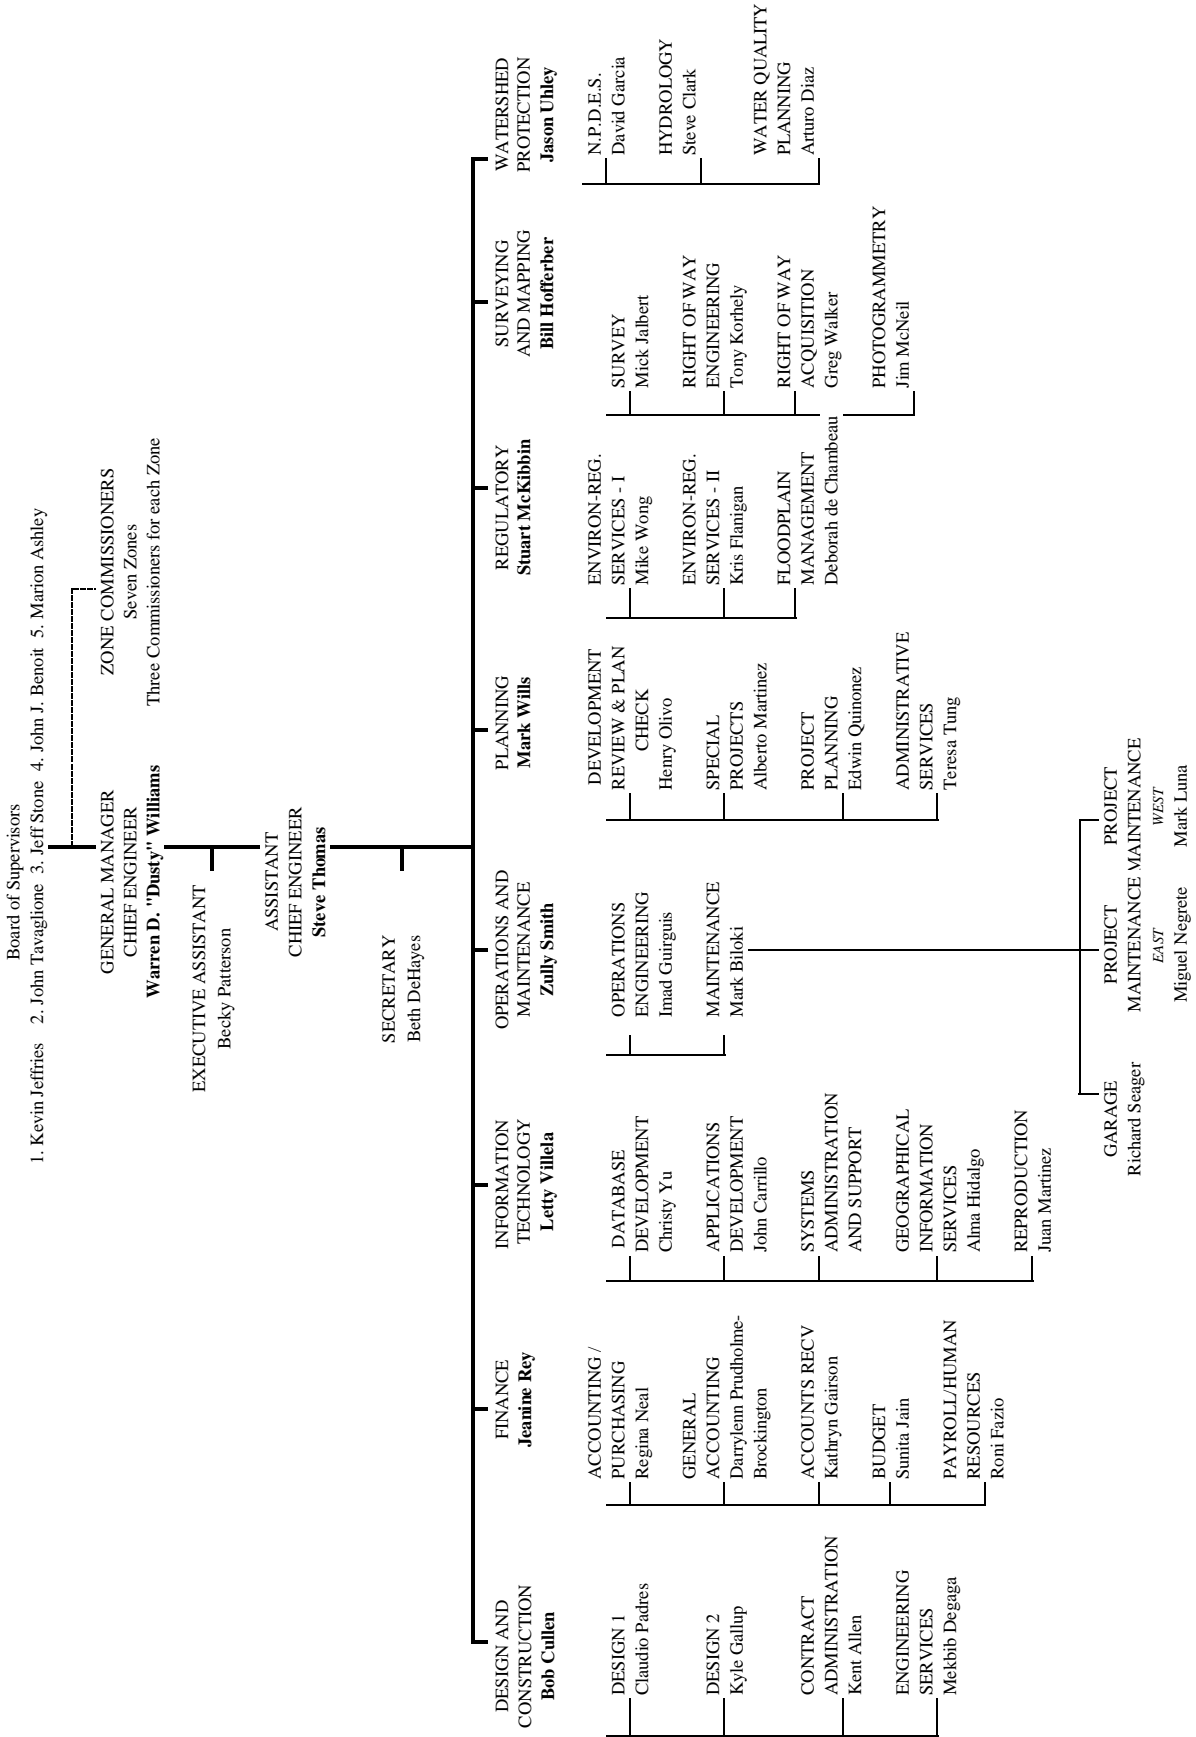 Board of Supervisors
1. Kevin Jeffries 2. John Tavaglione 3. Jeff Stone 4. John J. Benoit 5. Marion Ashley
GENERAL MANAGER
CHIEF ENGINEER
Warren D. "Dusty" Williams
ZONE COMMISSIONERS
Seven Zones
Three Commissioners for each Zone
EXECUTIVE ASSISTANT
Becky Patterson
ASSISTANT
CHIEF ENGINEER
Steve Thomas
SECRETARY
Beth DeHayes
DESIGN AND
CONSTRUCTION
Bob Cullen
DESIGN 1
Claudio Padres
DESIGN 2
Kyle Gallup
CONTRACT
ADMINISTRATION
Kent Allen
ENGINEERING
SERVICES
Mekbib Degaga
FINANCE
Jeanine Rey
ACCOUNTING /
PURCHASING
Regina Neal
GENERAL
ACCOUNTING
Darrylenn Prudholme-
Brockington
ACCOUNTS RECV
Kathryn Gairson
BUDGET
Sunita Jain
PAYROLL/HUMAN
RESOURCES
Roni Fazio
INFORMATION
TECHNOLOGY
Letty Villela
DATABASE
DEVELOPMENT
Christy Yu
APPLICATIONS
DEVELOPMENT
John Carrillo
SYSTEMS
ADMINISTRATION
AND SUPPORT
GEOGRAPHICAL
INFORMATION
SERVICES
Alma Hidalgo
REPRODUCTION
Juan Martinez
OPERATIONS AND
MAINTENANCE
Zully Smith
OPERATIONS
ENGINEERING
Imad Guirguis
MAINTENANCE
Mark Biloki
GARAGE
Richard Seager
PROJECT
MAINTENANCE
EAST
Miguel Negrete
PROJECT
MAINTENANCE
WEST
Mark Luna
PLANNING
Mark Wills
DEVELOPMENT
REVIEW & PLAN
CHECK
Henry Olivo
SPECIAL
PROJECTS
Alberto Martinez
PROJECT
PLANNING
Edwin Quinonez
ADMINISTRATIVE
SERVICES
Teresa Tung
REGULATORY
Stuart McKibbin
ENVIRON-REG.
SERVICES - I
Mike Wong
ENVIRON-REG.
SERVICES - II
Kris Flanigan
FLOODPLAIN
MANAGEMENT
Deborah de Chambeau
SURVEYING
AND MAPPING
Bill Hofferber
SURVEY
Mick Jalbert
RIGHT OF WAY
ENGINEERING
Tony Korhely
RIGHT OF WAY
ACQUISITION
Greg Walker
PHOTOGRAMMETRY
Jim McNeil
WATERSHED
PROTECTION
Jason Uhley
N.P.D.E.S.
David Garcia
HYDROLOGY
Steve Clark
WATER QUALITY
PLANNING
Arturo Diaz